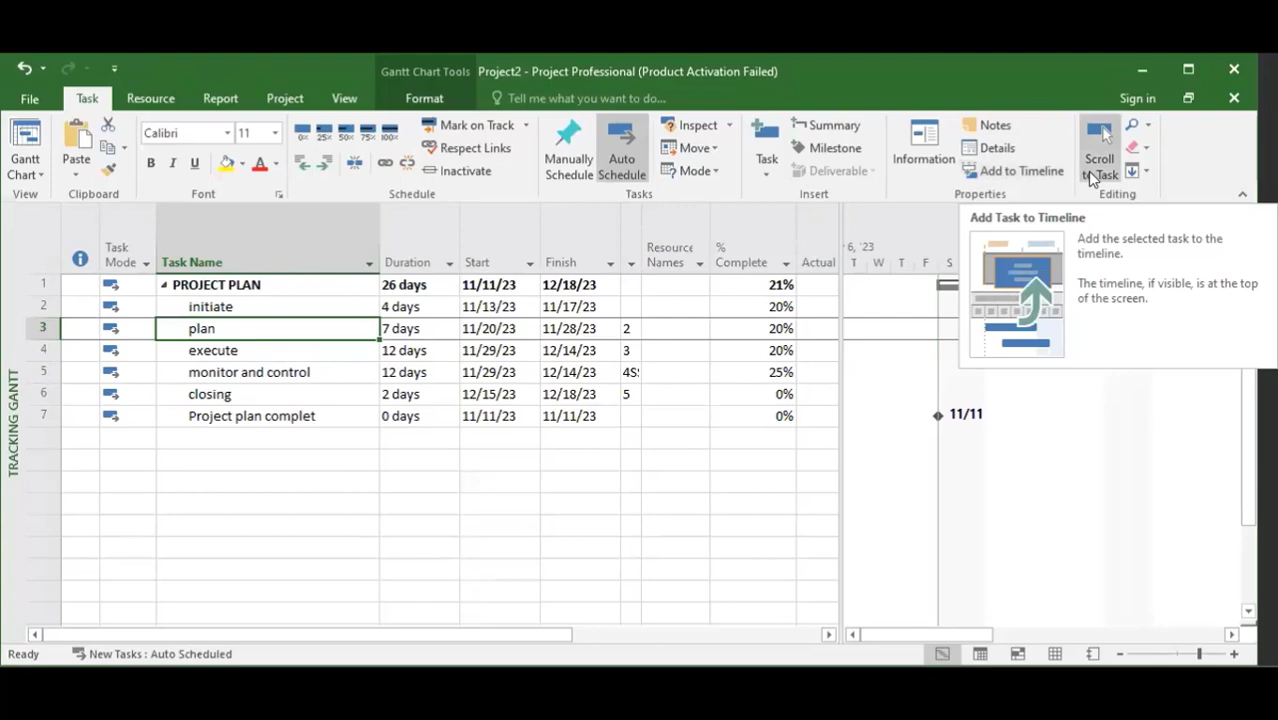 Gantt Chart Tools Project2 - Project Professional (Product Activation Failed)
File Task Resource Report Project View Format Tell me what you want to do... Sign in
Gantt Chart
View
Paste
Clipboard
Calibri 11
B I U A
Font
0% 25% 50% 75% 100%
Mark on Track
Respect Links
Inactivate
Schedule
Manually Schedule
Auto Schedule
Inspect
Move
Mode
Tasks
Task
Summary
Milestone
Deliverable
Insert
Information
Notes
Details
Add to Timeline
Properties
Scroll to Task
Editing
Add Task to Timeline
Add the selected task to the
timeline.
The timeline, if visible, is at the top
of the screen.
Task Mode Task Name Duration Start Finish Resource Names % Complete Actual 6, '23
T W T F S
1 PROJECT PLAN 26 days 11/11/23 12/18/23 21%
2 initiate 4 days 11/13/23 11/17/23 20%
3 plan 7 days 11/20/23 11/28/23 2 20%
4 execute 12 days 11/29/23 12/14/23 3 20%
5 monitor and control 12 days 11/29/23 12/14/23 4S 25%
6 closing 2 days 12/15/23 12/18/23 5 0%
7 Project plan complet 0 days 11/11/23 11/11/23 0% 11/11
TRACKING GANTT
Ready New Tasks : Auto Scheduled